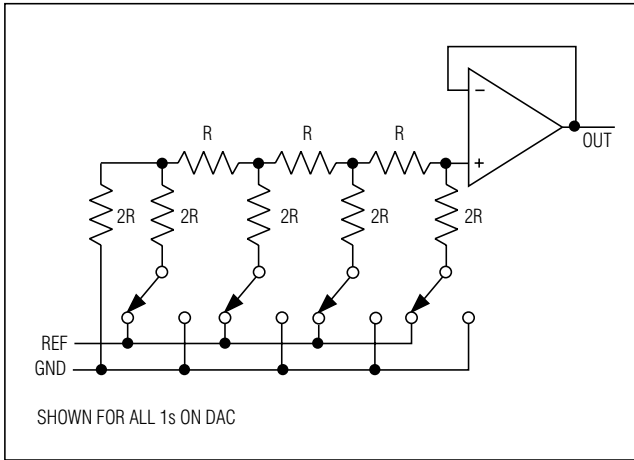 R R R
− + OUT
2R 2R 2R 2R 2R
REF
GND
SHOWN FOR ALL 1s ON DAC